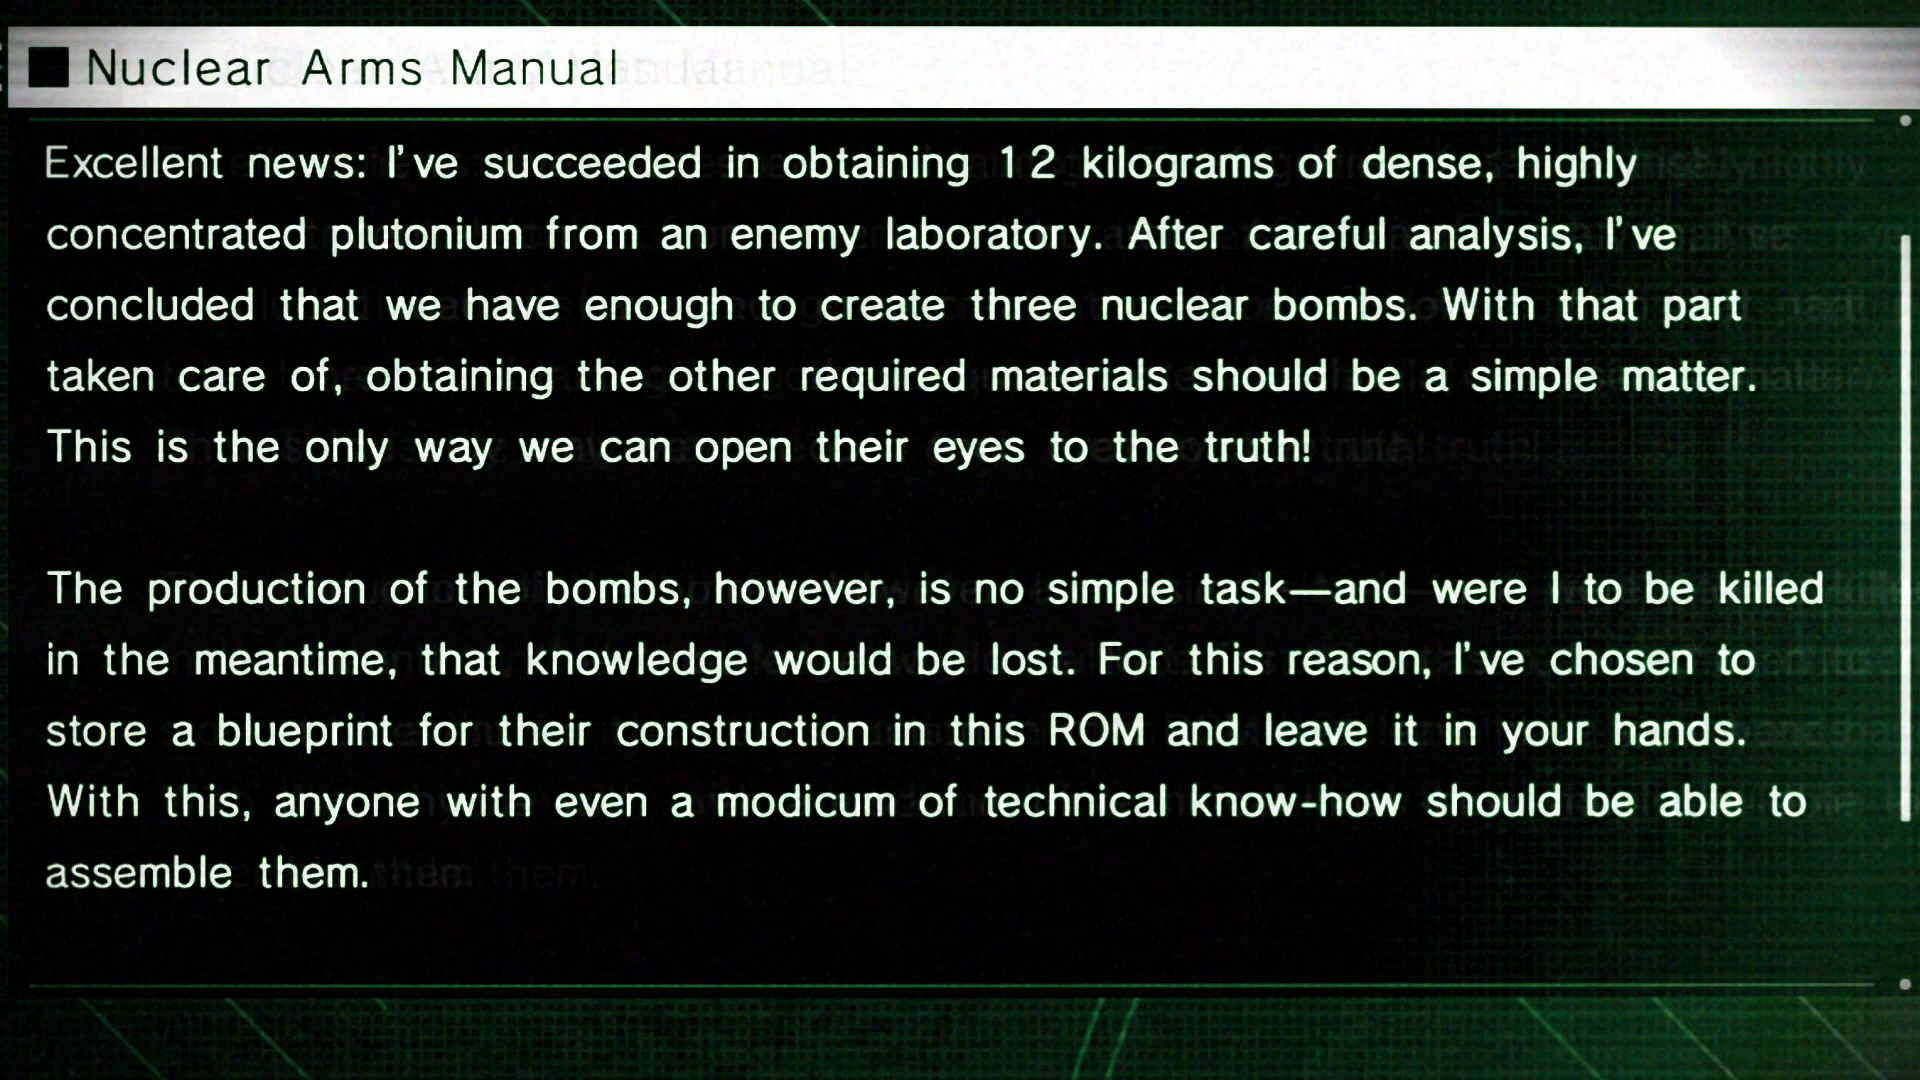 Nuclear Arms Manual
Excellent news: I've succeeded in obtaining 12 kilograms of dense, highly
concentrated plutonium from an enemy laboratory. After careful analysis, I've
concluded that we have enough to create three nuclear bombs. With that part
taken care of, obtaining the other required materials should be a simple matter.
This is the only way we can open their eyes to the truth!
The production of the bombs, however, is no simple task—and were I to be killed
in the meantime, that knowledge would be lost. For this reason, I've chosen to
store a blueprint for their construction in this ROM and leave it in your hands.
With this, anyone with even a modicum of technical know-how should be able to
assemble them.